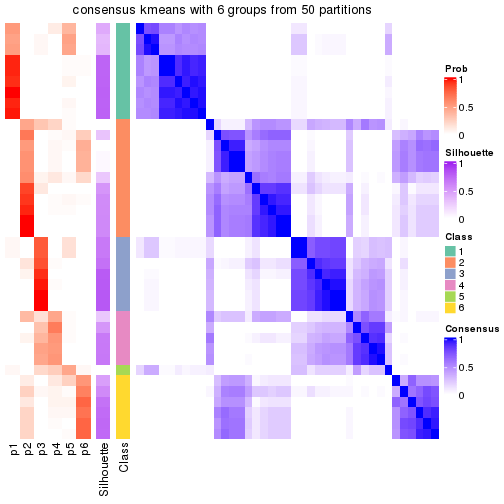 consensus kmeans with 6 groups from 50 partitions
Prob
1
0.5
0
Silhouette
1
0.5
0
Class
1
2
3
4
5
6
Consensus
1
0.5
0
p1
p2
p3
p4
p5
p6
Silhouette
Class